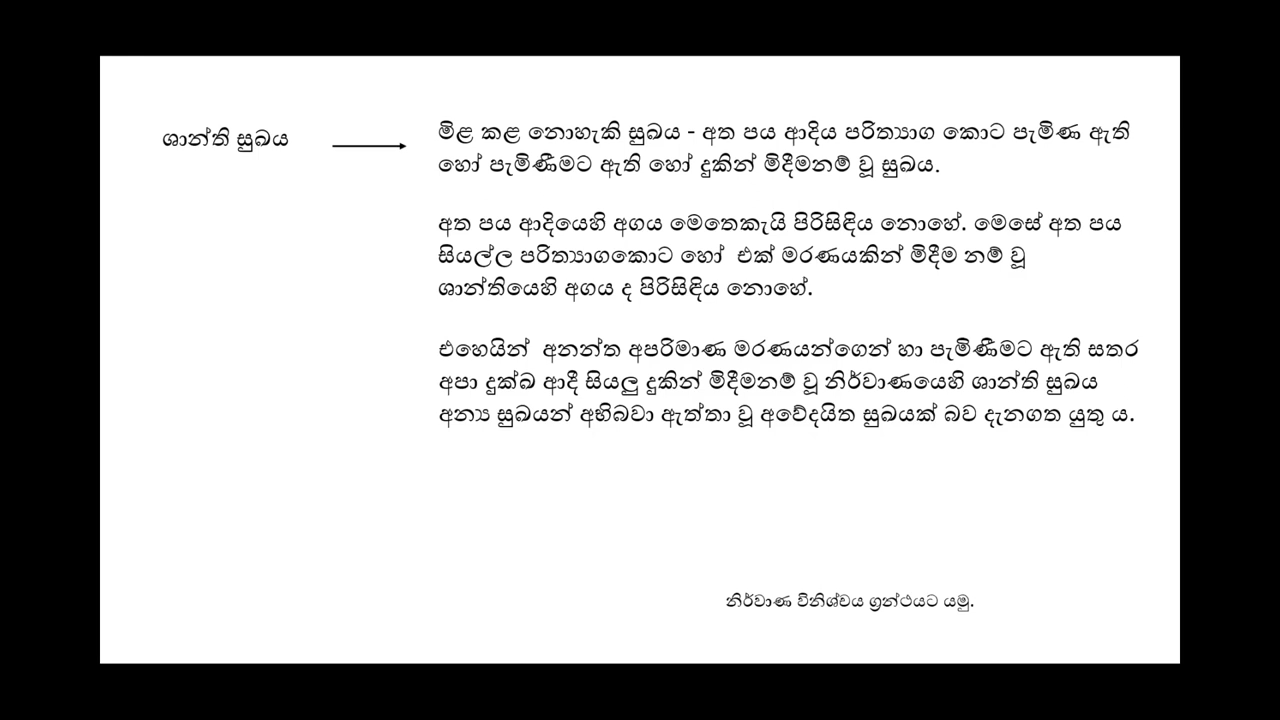 ශාන්ති සුඛය
මිළ කළ නොහැකි සුඛය - අත පය ආදිය පරිත්‍යාග කොට පැමිණ ඇති
හෝ පැමිණීමට ඇති හෝ දුකින් මිදීමනම් වූ සුඛය.
අත පය ආදියෙහි අගය මෙතෙකැයි පිරිසිඳිය නොහේ. මෙසේ අත පය
සියල්ල පරිත්‍යාගකොට හෝ එක් මරණයකින් මිදීම නම් වූ
ශාන්තියෙහි අගය ද පිරිසිඳිය නොහේ.
එහෙයින් අනන්ත අපරිමාණ මරණයන්ගෙන් හා පැමිණීමට ඇති සතර
අපා දුක්ඛ ආදී සියලු දුකින් මිදීමනම් වූ නිර්වාණයෙහි ශාන්ති සුඛය
අන්‍ය සුඛයන් අභිබවා ඇත්තා වූ අවේදයිත සුඛයක් බව දැනගත යුතු ය.
නිර්වාණ විනිශ්චය ග්‍රන්ථයට යමු.